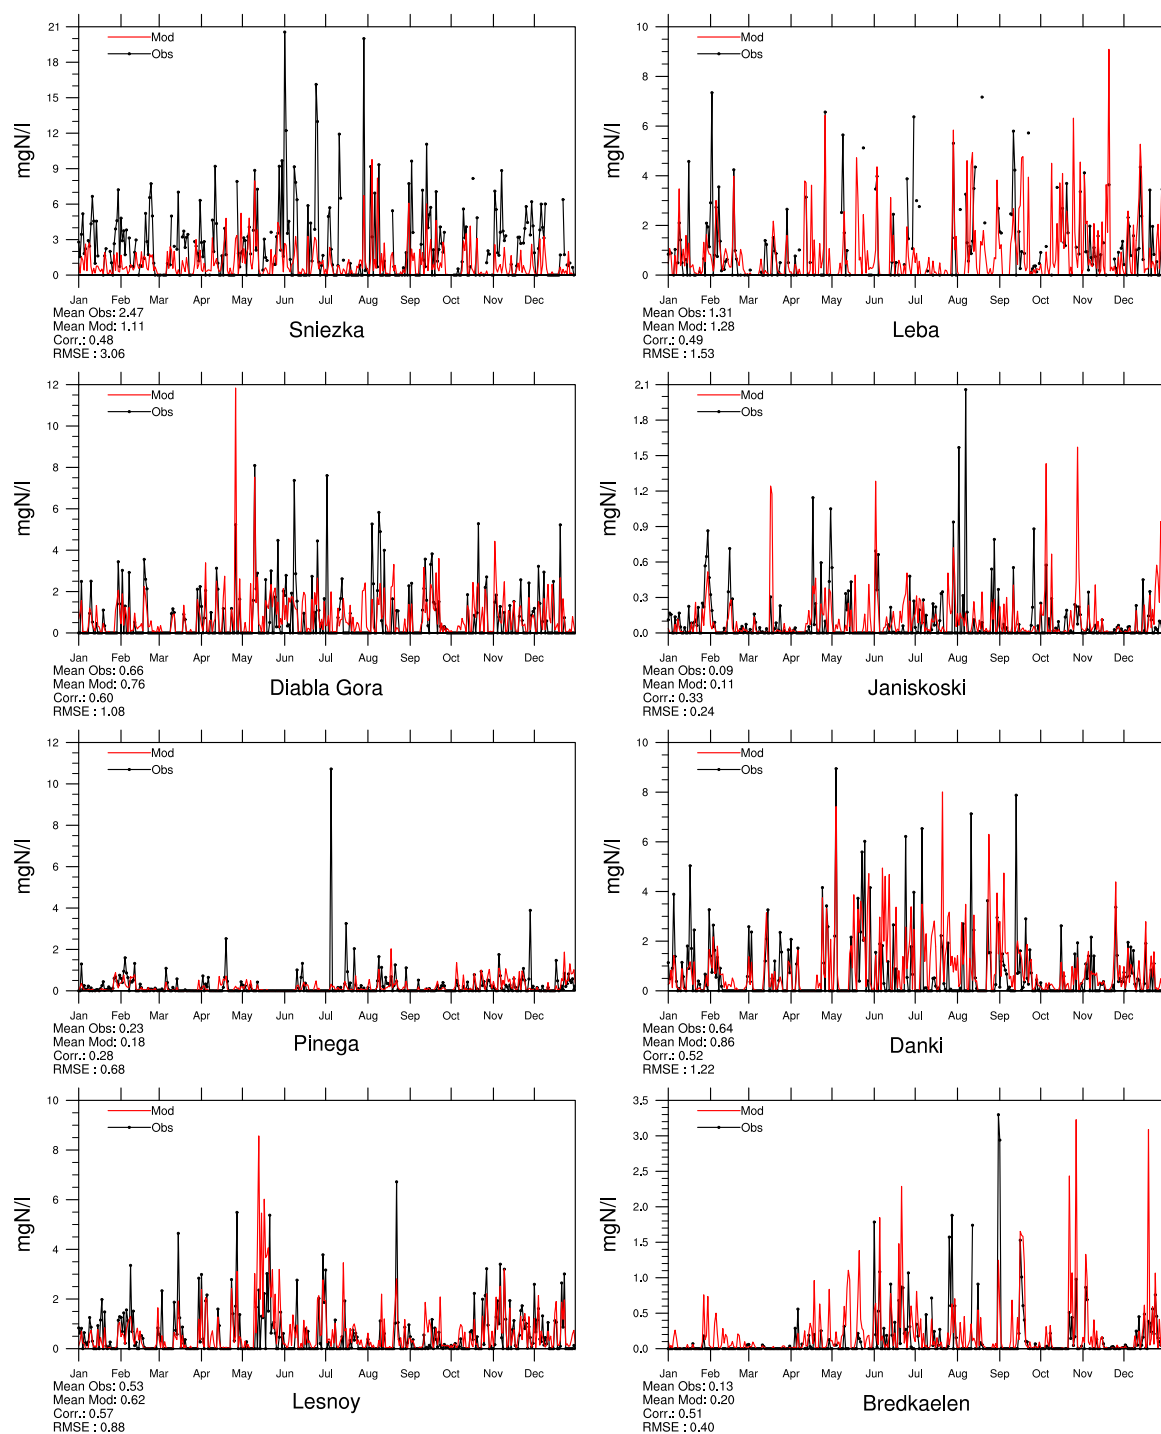 21
18
15
12
9
6
3
0
mgN/l
Mod
Obs
Jan Feb Mar Apr May Jun Jul Aug Sep Oct Nov Dec
Mean Obs: 2.47
Mean Mod: 1.11
Corr.: 0.48
RMSE : 3.06
Sniezka
10
8
6
4
2
0
mgN/l
Mod
Obs
Jan Feb Mar Apr May Jun Jul Aug Sep Oct Nov Dec
Mean Obs: 1.31
Mean Mod: 1.28
Corr.: 0.49
RMSE : 1.53
Leba
12
10
8
6
4
2
0
mgN/l
Mod
Obs
Jan Feb Mar Apr May Jun Jul Aug Sep Oct Nov Dec
Mean Obs: 0.66
Mean Mod: 0.76
Corr.: 0.60
RMSE : 1.08
Diabla Gora
2.1
1.8
1.5
1.2
0.9
0.6
0.3
0.0
mgN/l
Mod
Obs
Jan Feb Mar Apr May Jun Jul Aug Sep Oct Nov Dec
Mean Obs: 0.09
Mean Mod: 0.11
Corr.: 0.33
RMSE : 0.24
Janiskoski
12
10
8
6
4
2
0
mgN/l
Mod
Obs
Jan Feb Mar Apr May Jun Jul Aug Sep Oct Nov Dec
Mean Obs: 0.23
Mean Mod: 0.18
Corr.: 0.28
RMSE : 0.68
Pinega
10
8
6
4
2
0
mgN/l
Mod
Obs
Jan Feb Mar Apr May Jun Jul Aug Sep Oct Nov Dec
Mean Obs: 0.64
Mean Mod: 0.86
Corr.: 0.52
RMSE : 1.22
Danki
10
8
6
4
2
0
mgN/l
Mod
Obs
Jan Feb Mar Apr May Jun Jul Aug Sep Oct Nov Dec
Mean Obs: 0.53
Mean Mod: 0.62
Corr.: 0.57
RMSE : 0.88
Lesnoy
3.5
3.0
2.5
2.0
1.5
1.0
0.5
0.0
mgN/l
Mod
Obs
Jan Feb Mar Apr May Jun Jul Aug Sep Oct Nov Dec
Mean Obs: 0.13
Mean Mod: 0.20
Corr.: 0.51
RMSE : 0.40
Bredkaelen